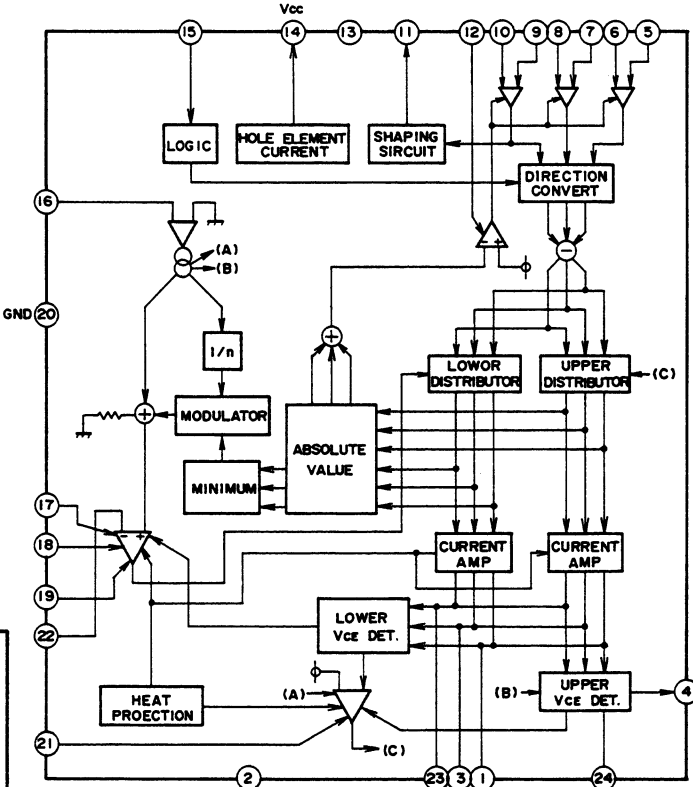 Vcc
15
14
13
11
12
10
9
8
7
6
5
LOGIC
HOLE ELEMENT
CURRENT
SHAPING
SIRCUIT
DIRECTION
CONVERT
16
(A)
(B)
- +
−
GND 20
1/n
+
LOWOR
DISTRIBUTOR
UPPER
DISTRIBUTOR
(C)
+
MODULATOR
ABSOLUTE
VALUE
MINIMUM
17
- +
18
CURRENT
AMP
CURRENT
AMP
19
22
LOWER
VCE DET.
HEAT
PROECTION
(A)
(B)
UPPER
VCE DET.
4
21
(C)
2
23
3
1
24